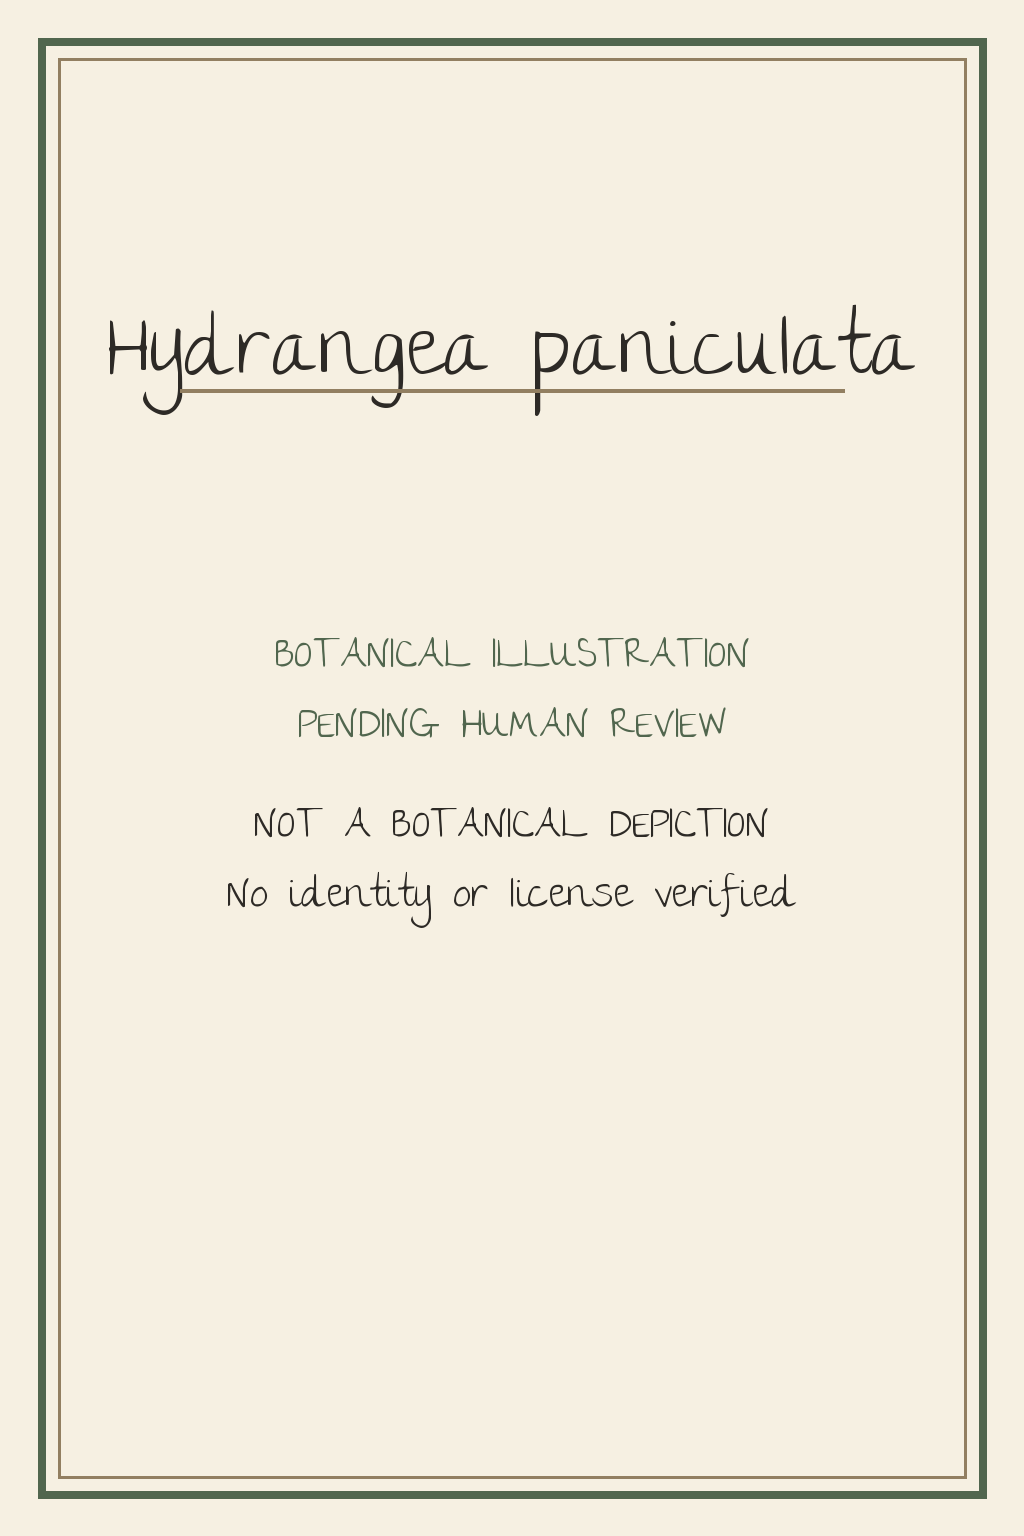 Hydrangea paniculata
BOTANICAL ILLUSTRATION
PENDING HUMAN REVIEW
NOT A BOTANICAL DEPICTION
No identity or license verified